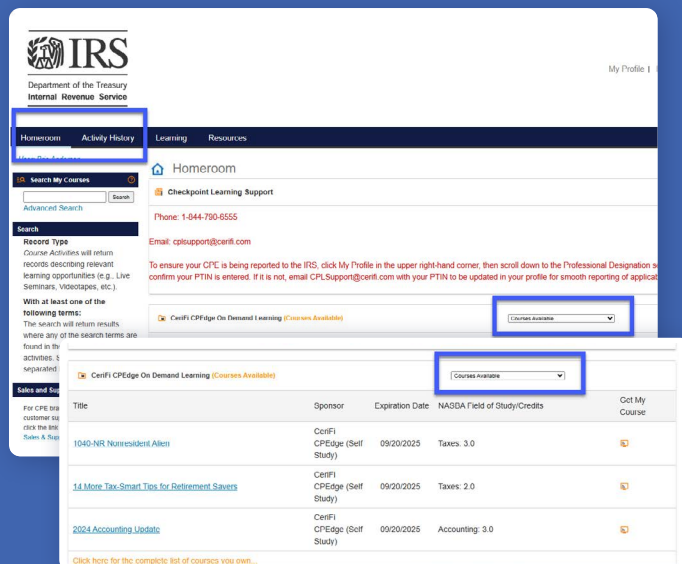 IRS
Department of the Treasury
Internal Revenue Service
My Profile |
Homeroom Activity History Learning Resources
Search My Courses
Search
Advanced Search
Search
Record Type
Course Activities will return
records describing relevant
learning opportunities (e.g., Live
Seminars, Videotapes, etc.).
With at least one of the
following terms:
The search will return results
where any of the search terms are
found in the
activities. S
separated
Sales and Sup
For CPE bra
customer su
click the link
Sales & Sup
Homeroom
Checkpoint Learning Support
Phone: 1-844-790-6555
Email: cplsupport@cerifi.com
To ensure your CPE is being reported to the IRS, click My Profile in the upper right-hand corner, then scroll down to the Professional Designation s
confirm your PTIN is entered. If it is not, email CPLSupport@cerifi.com with your PTIN to be updated in your profile for smooth reporting of applicat
CeriFi CPEdge On Demand Learning (Courses Available) Courses Available
CeriFi CPEdge On Demand Learning (Courses Available) Courses Available
Title Sponsor Expiration Date NASBA Field of Study/Credits Get My
Course
1040-NR Nonresident Alien CeriFi
CPEdge (Self
Study) 09/20/2025 Taxes: 3.0
14 More Tax-Smart Tips for Retirement Savers CeriFi
CPEdge (Self
Study) 09/20/2025 Taxes: 2.0
2024 Accounting Update CeriFi
CPEdge (Self
Study) 09/20/2025 Accounting: 3.0
Click here for the complete list of courses you own...